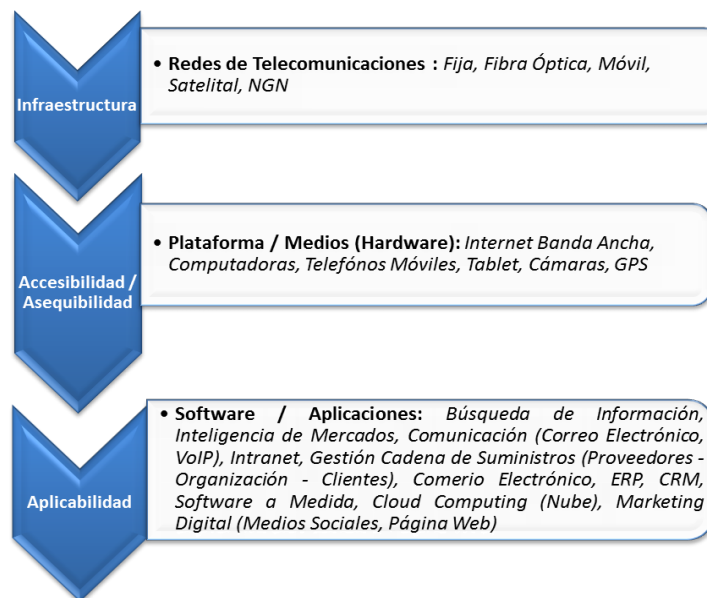 Infraestructura
• Redes de Telecomunicaciones : Fija, Fibra Óptica, Móvil,
Satelital, NGN
Accesibilidad /
Asequibilidad
• Plataforma / Medios (Hardware): Internet Banda Ancha,
Computadoras, Telefónos Móviles, Tablet, Cámaras, GPS
Aplicabilidad
• Software / Aplicaciones: Búsqueda de Información,
Inteligencia de Mercados, Comunicación (Correo Electrónico,
VoIP), Intranet, Gestión Cadena de Suministros (Proveedores -
Organización - Clientes), Comerio Electrónico, ERP, CRM,
Software a Medida, Cloud Computing (Nube), Marketing
Digital (Medios Sociales, Página Web)